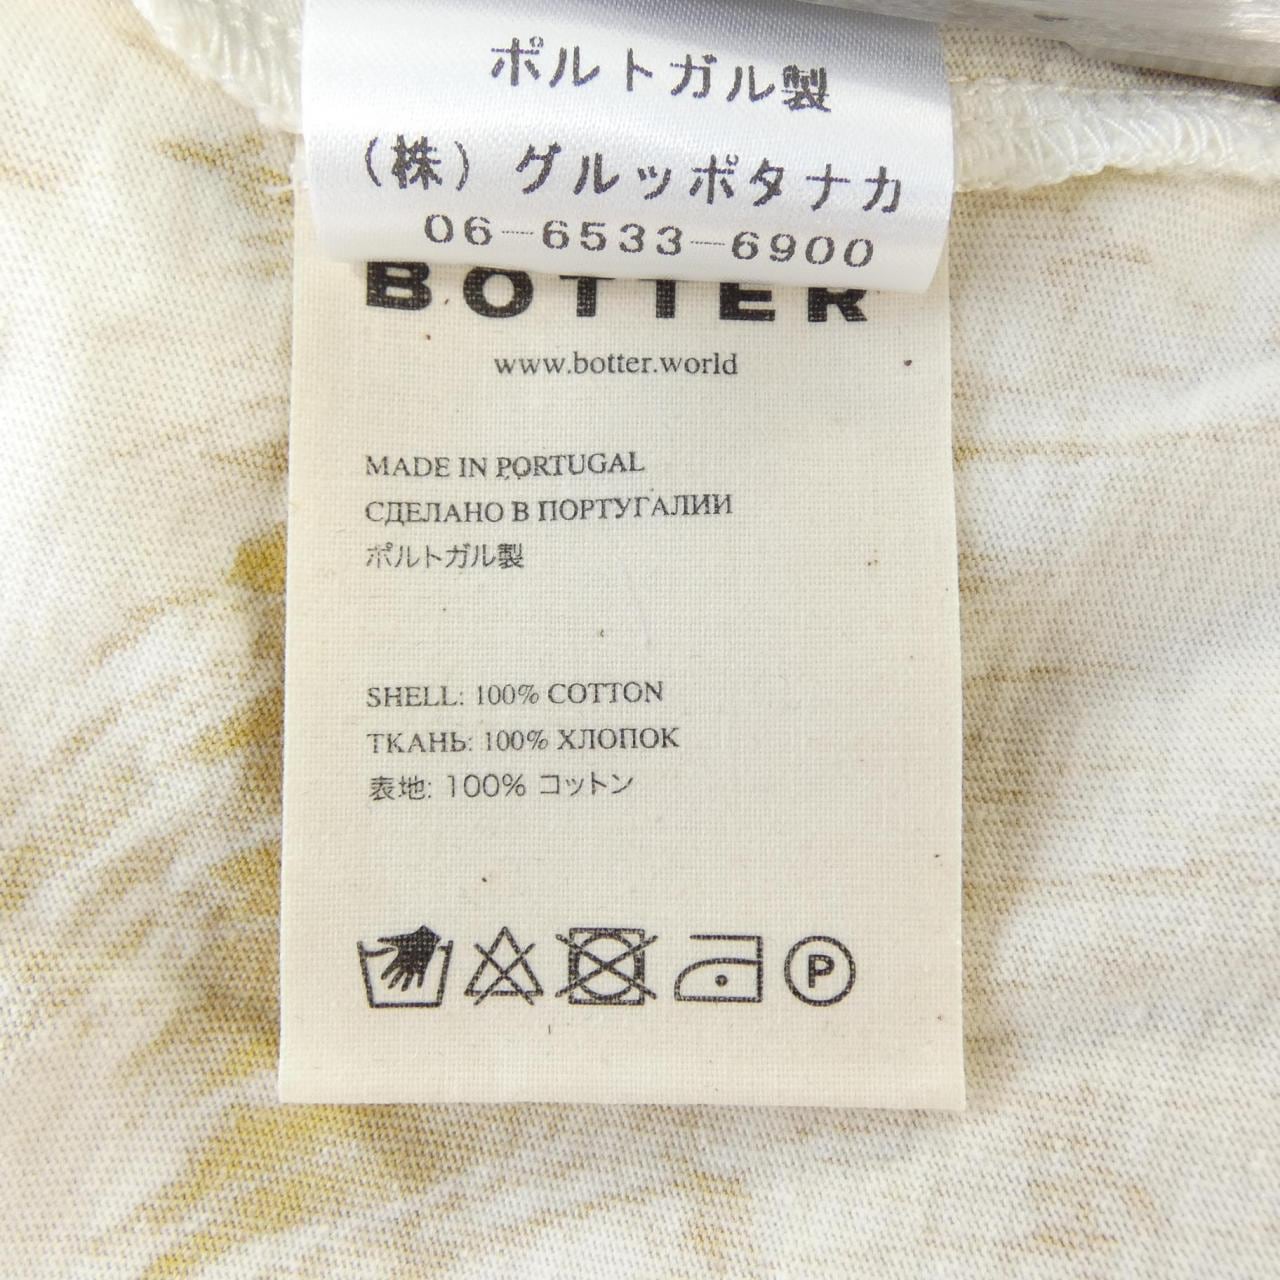 ポルトガル製
(株)グルッポタナカ
06-6533-6900
BOTTER
www.botter.world
MADE IN PORTUGAL
СДЕЛАНО В ПОРТУГАЛИИ
ポルトガル製
SHELL: 100% COTTON
ТКАНЬ: 100% ХЛОПОК
表地: 100% コットン
P